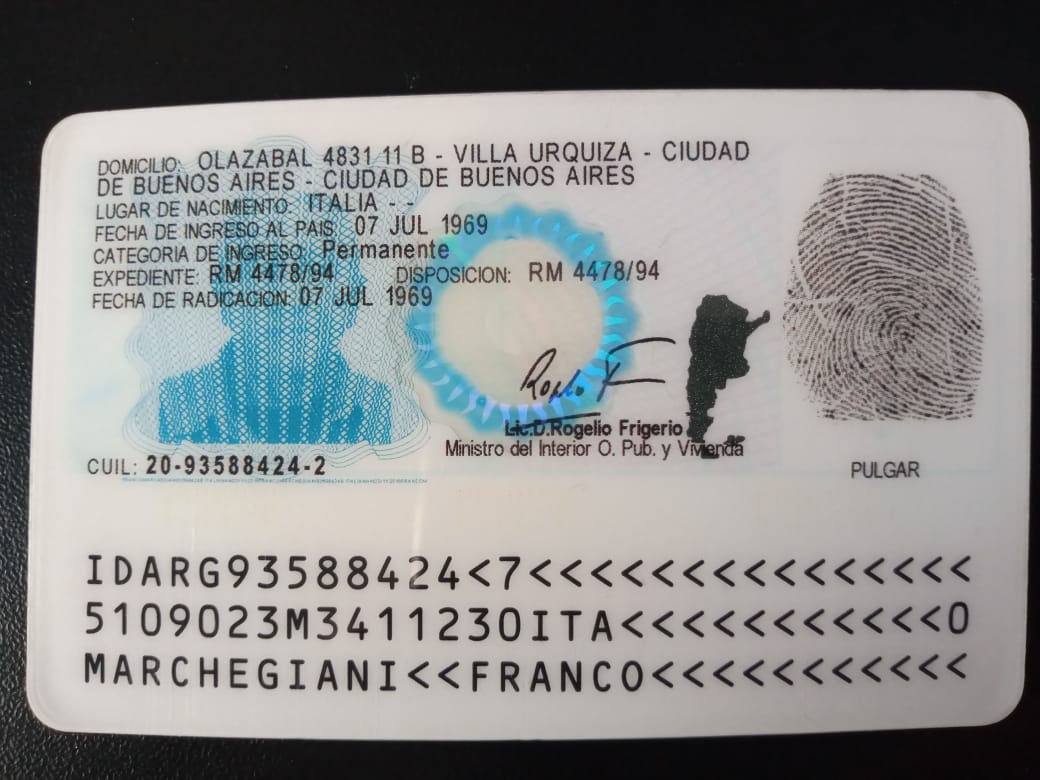 DOMICILIO: OLAZABAL 4831 11 B - VILLA URQUIZA - CIUDAD
DE BUENOS AIRES - CIUDAD DE BUENOS AIRES
LUGAR DE NACIMIENTO: ITALIA - -
FECHA DE INGRESO AL PAIS: 07 JUL 1969
CATEGORIA DE INGRESO: Permanente
EXPEDIENTE: RM 4478/94 DISPOSICION: RM 4478/94
FECHA DE RADICACION: 07 JUL 1969
Lic.D.Rogelio Frigerio
Ministro del Interior O. Pub. y Vivienda
CUIL: 20-93588424-2
PULGAR
IDARG93588424<7<<<<<<<<<<<<<<<
5109023M3411230ITA<<<<<<<<<<<0
MARCHEGIANI<<FRANCO<<<<<<<<<<<